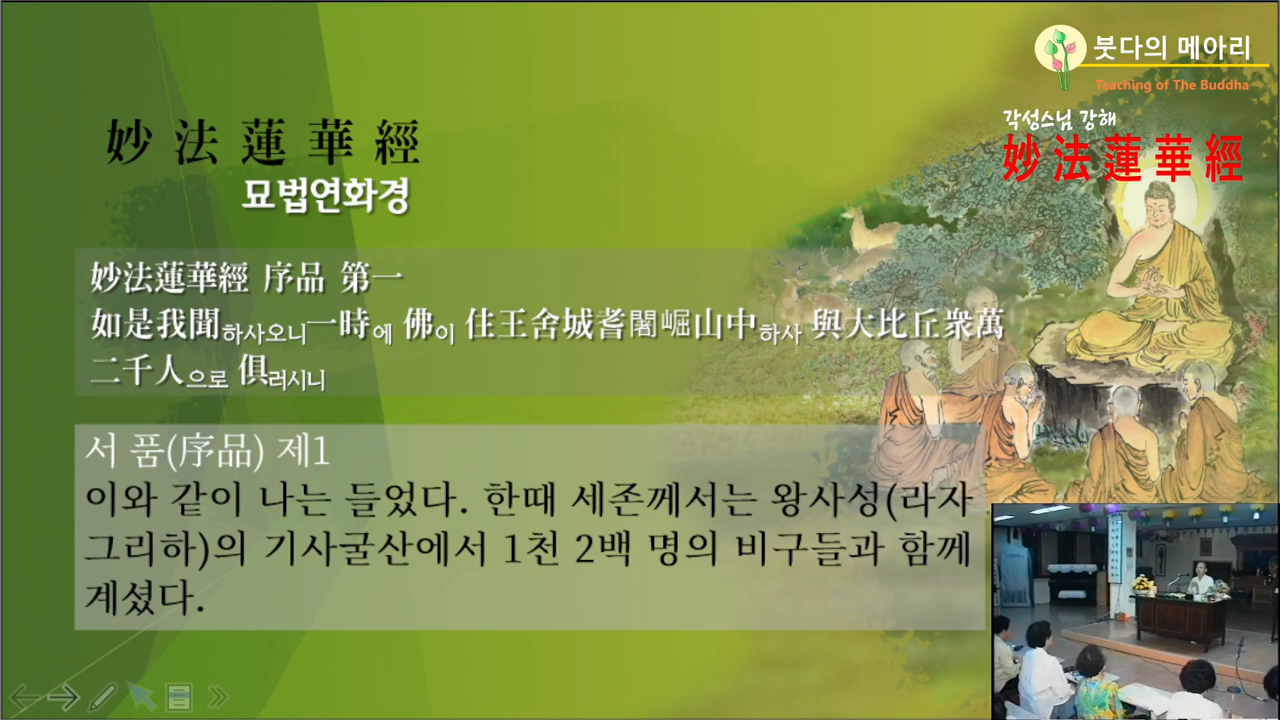 붓다의 메아리
Teaching of The Buddha
각성스님 강해
妙法蓮華經
妙法蓮華經
묘법연화경
妙法蓮華經 序品 第一
如是我聞하사오니一時에 佛이 住王舍城耆闍崛山中하사 與大比丘衆萬
二千人으로 俱러시니
서 품(序品) 제1
이와 같이 나는 들었다. 한때 세존께서는 왕사성(라자
그리하)의 기사굴산에서 1천 2백 명의 비구들과 함께
계셨다.